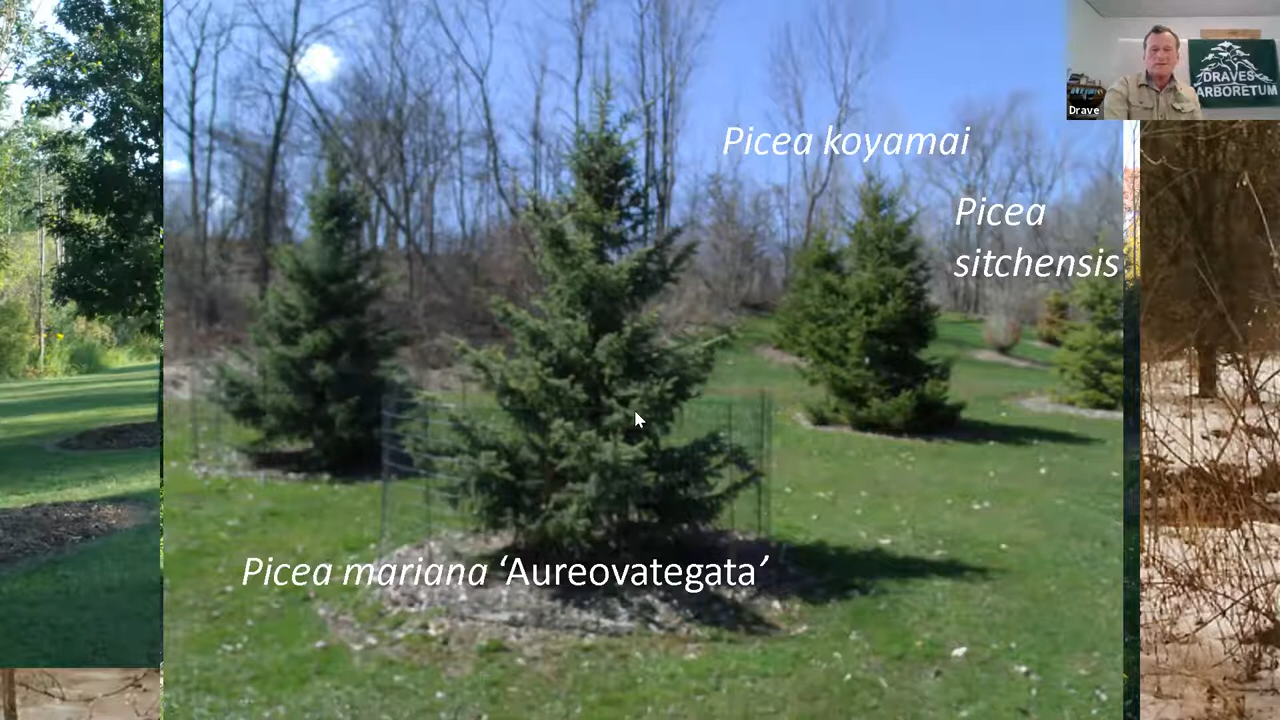 DRAVES
ARBORETUM
Drave
Picea koyamai
Picea
sitchensis
Picea mariana ‘Aureovategata’